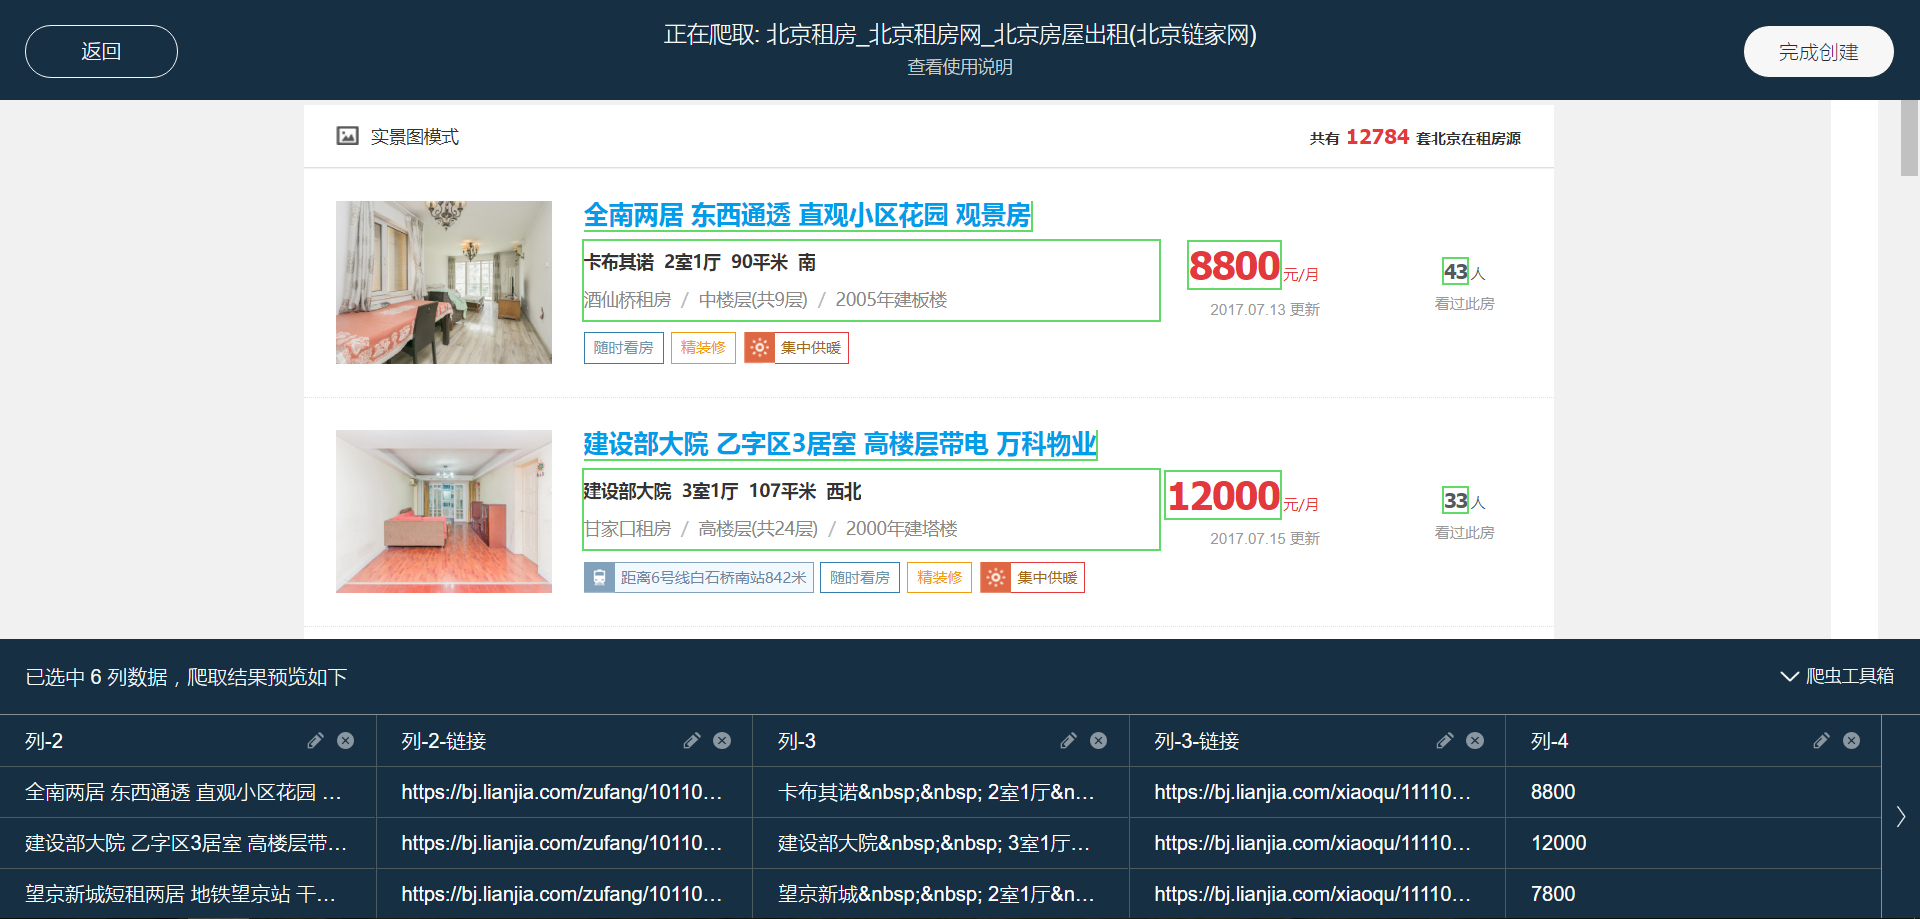 返回
正在爬取: 北京租房_北京租房网_北京房屋出租(北京链家网)
查看使用说明
完成创建
实景图模式
共有 12784 套北京在租房源
全南两居 东西通透 直观小区花园 观景房
卡布其诺 2室1厅 90平米 南
酒仙桥租房 / 中楼层(共9层) / 2005年建板楼
8800元/月
2017.07.13 更新
43人
看过此房
随时看房 精装修 集中供暖
建设部大院 乙字区3居室 高楼层带电 万科物业
建设部大院 3室1厅 107平米 西北
甘家口租房 / 高楼层(共24层) / 2000年建塔楼
12000元/月
2017.07.15 更新
33人
看过此房
距离6号线白石桥南站842米 随时看房 精装修 集中供暖
已选中 6 列数据，爬取结果预览如下
爬虫工具箱
列-2 列-2-链接 列-3 列-3-链接 列-4
全南两居 东西通透 直观小区花园 … https://bj.lianjia.com/zufang/10110… 卡布其诺&nbsp;&nbsp; 2室1厅&n… https://bj.lianjia.com/xiaoqu/11110… 8800
建设部大院 乙字区3居室 高楼层带… https://bj.lianjia.com/zufang/10110… 建设部大院&nbsp;&nbsp; 3室1厅… https://bj.lianjia.com/xiaoqu/11110… 12000
望京新城短租两居 地铁望京站 干… https://bj.lianjia.com/zufang/10110… 望京新城&nbsp;&nbsp; 2室1厅&n… https://bj.lianjia.com/xiaoqu/11110… 7800